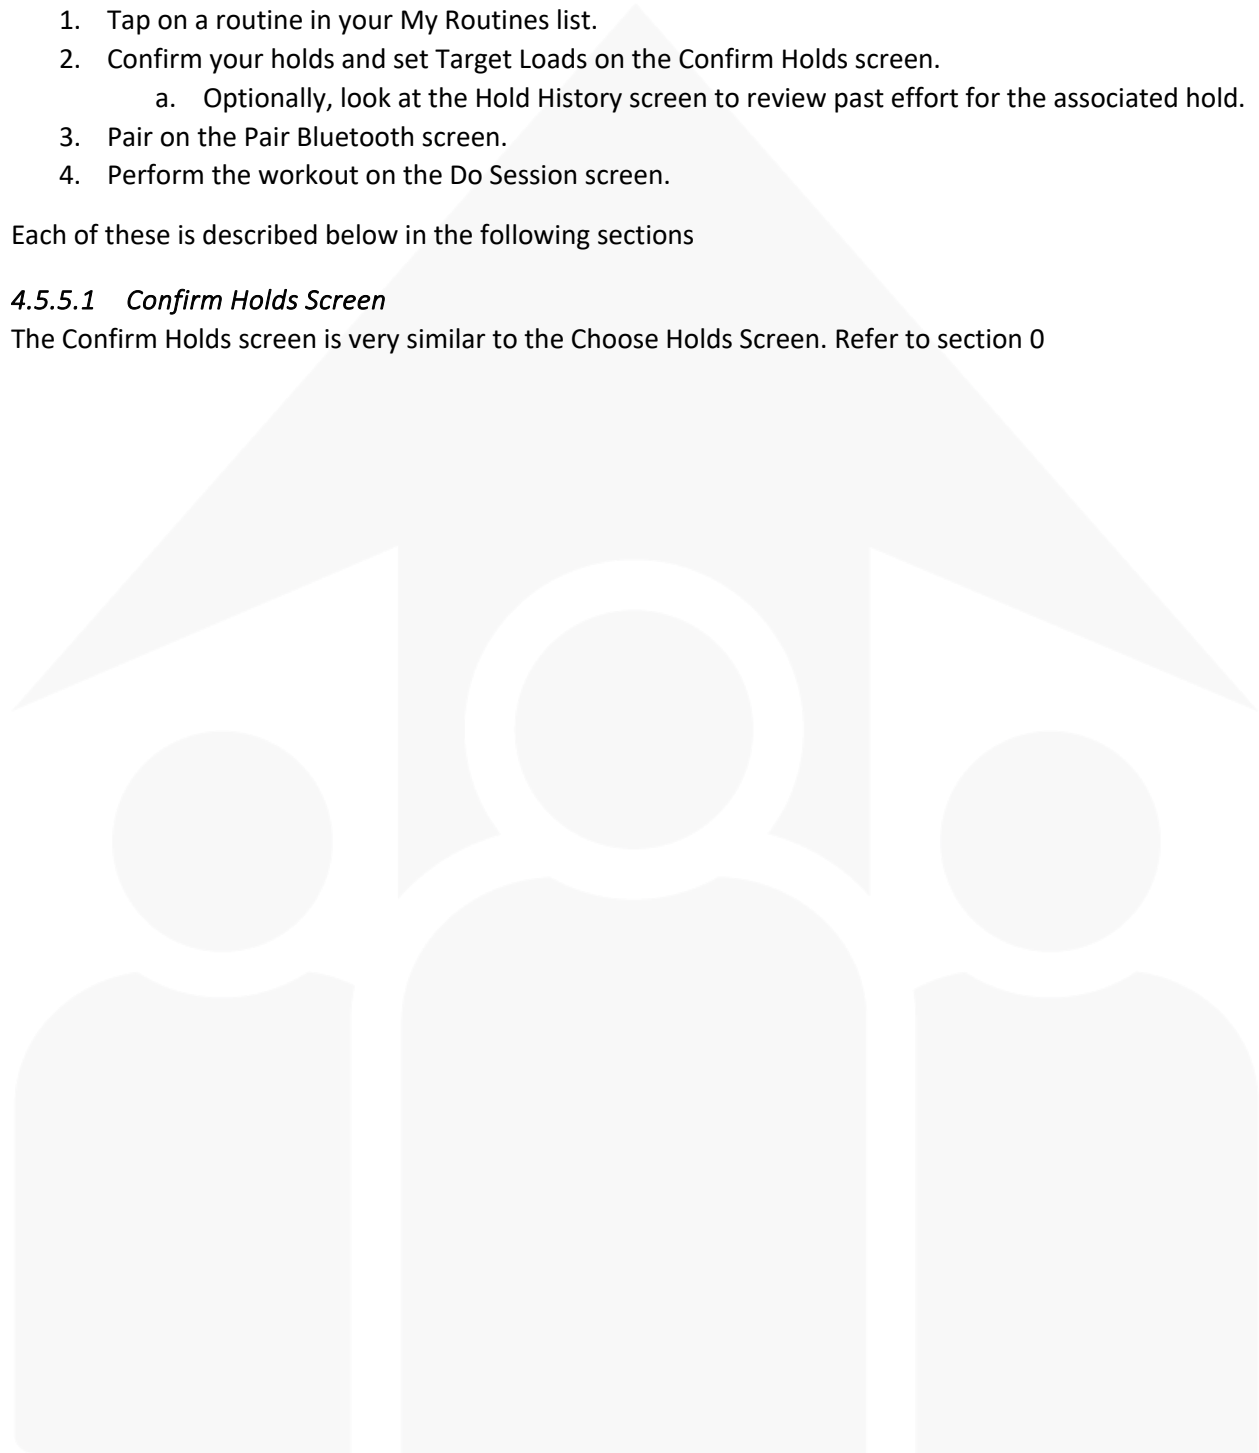 1. Tap on a routine in your My Routines list.
2. Confirm your holds and set Target Loads on the Confirm Holds screen.
a. Optionally, look at the Hold History screen to review past effort for the associated hold.
3. Pair on the Pair Bluetooth screen.
4. Perform the workout on the Do Session screen.
Each of these is described below in the following sections
4.5.5.1 Confirm Holds Screen
The Confirm Holds screen is very similar to the Choose Holds Screen. Refer to section 0